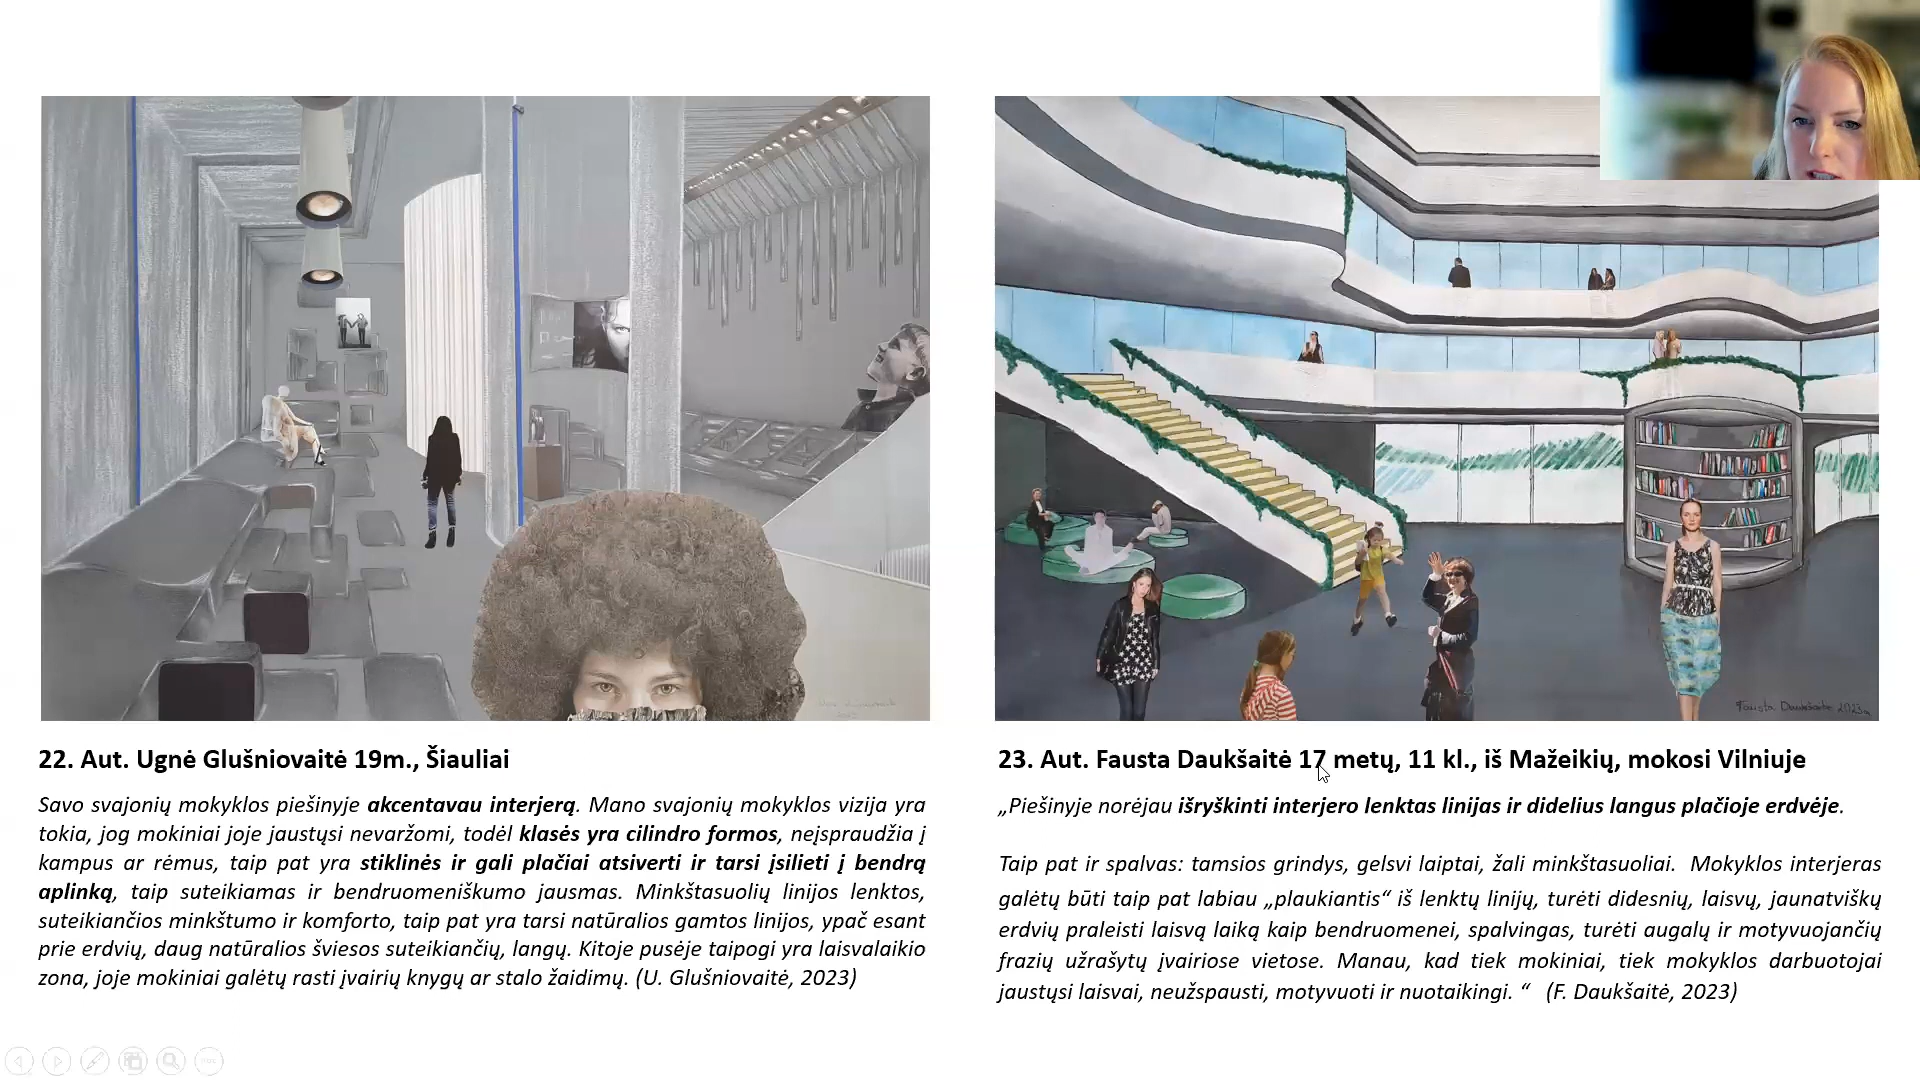 22. Aut. Ugnė Glušniovaitė 19m., Šiauliai
Savo svajonių mokyklos piešinyje akcentavau interjerą. Mano svajonių mokyklos vizija yra
tokia, jog mokiniai joje jaustųsi nevaržomi, todėl klasės yra cilindro formos, neįspraudžia į
kampus ar rėmus, taip pat yra stiklinės ir gali plačiai atsiverti ir tarsi įsilieti į bendrą
aplinką, taip suteikiamas ir bendruomeniškumo jausmas. Minkštasuolių linijos lenktos,
suteikiančios minkštumo ir komforto, taip pat yra tarsi natūralios gamtos linijos, ypač esant
prie erdvių, daug natūralios šviesos suteikiančių, langų. Kitoje pusėje taipogi yra laisvalaikio
zona, joje mokiniai galėtų rasti įvairių knygų ar stalo žaidimų. (U. Glušniovaitė, 2023)
Fausta Daukšaitė 2023m
23. Aut. Fausta Daukšaitė 17 metų, 11 kl., iš Mažeikių, mokosi Vilniuje
„Piešinyje norėjau išryškinti interjero lenktas linijas ir didelius langus plačioje erdvėje.
Taip pat ir spalvas: tamsios grindys, gelsvi laiptai, žali minkštasuoliai. Mokyklos interjeras
galėtų būti taip pat labiau „plaukiantis“ iš lenktų linijų, turėti didesnių, laisvų, jaunatviškų
erdvių praleisti laisvą laiką kaip bendruomenei, spalvingas, turėti augalų ir motyvuojančių
frazių užrašytų įvairiose vietose. Manau, kad tiek mokiniai, tiek mokyklos darbuotojai
jaustųsi laisvai, neužspausti, motyvuoti ir nuotaikingi. “ (F. Daukšaitė, 2023)